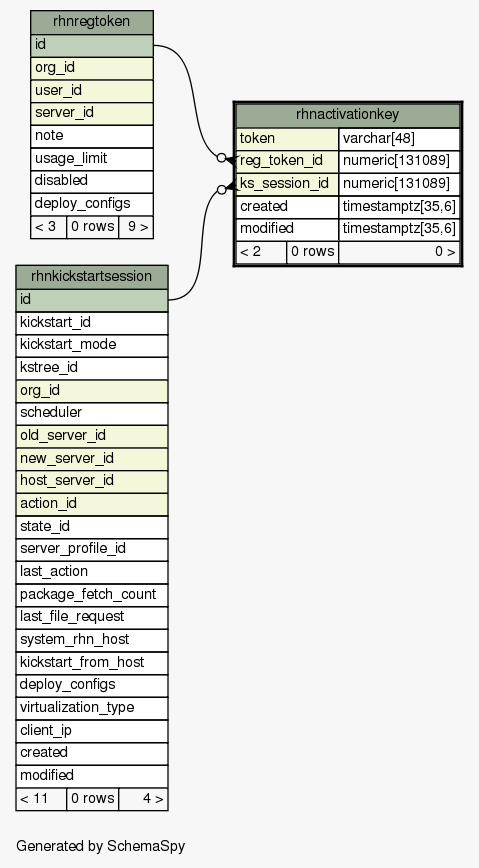 rhnregtoken
id
org_id
user_id
server_id
note
usage_limit
disabled
deploy_configs
< 3 0 rows 9 >
rhnactivationkey
token varchar[48]
reg_token_id numeric[131089]
ks_session_id numeric[131089]
created timestamptz[35,6]
modified timestamptz[35,6]
< 2 0 rows 0 >
rhnkickstartsession
id
kickstart_id
kickstart_mode
kstree_id
org_id
scheduler
old_server_id
new_server_id
host_server_id
action_id
state_id
server_profile_id
last_action
package_fetch_count
last_file_request
system_rhn_host
kickstart_from_host
deploy_configs
virtualization_type
client_ip
created
modified
< 11 0 rows 4 >
Generated by SchemaSpy